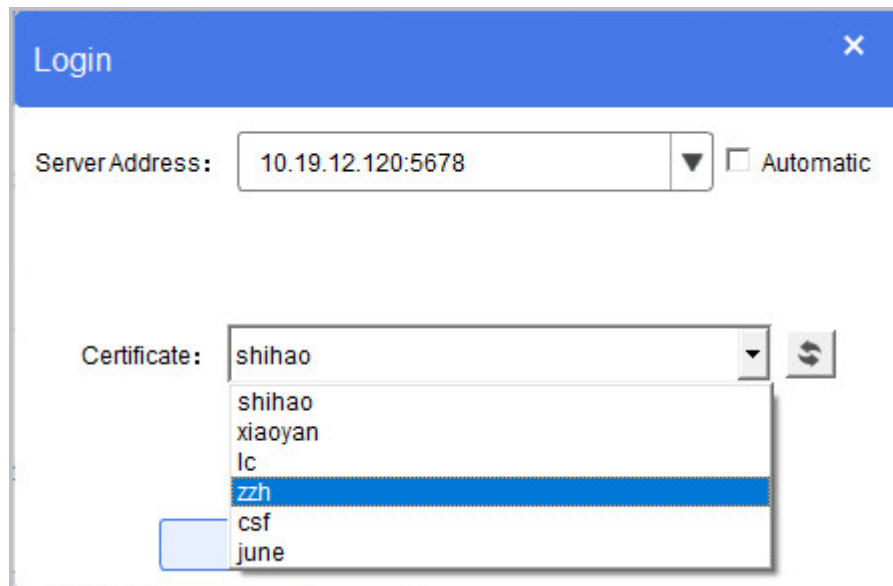 Login
Server Address: 10.19.12.120:5678 Automatic
Certificate: shihao
shihao
xiaoyan
lc
zzh
csf
june